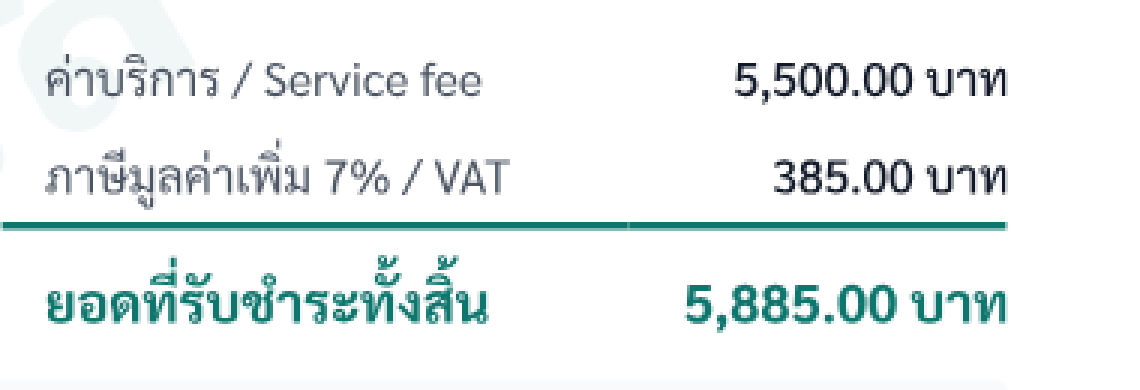 ค่าบริการ / Service fee 5,500.00 บาท
ภาษีมูลค่าเพิ่ม 7% / VAT 385.00 บาท
ยอดที่รับชำระทั้งสิ้น 5,885.00 บาท